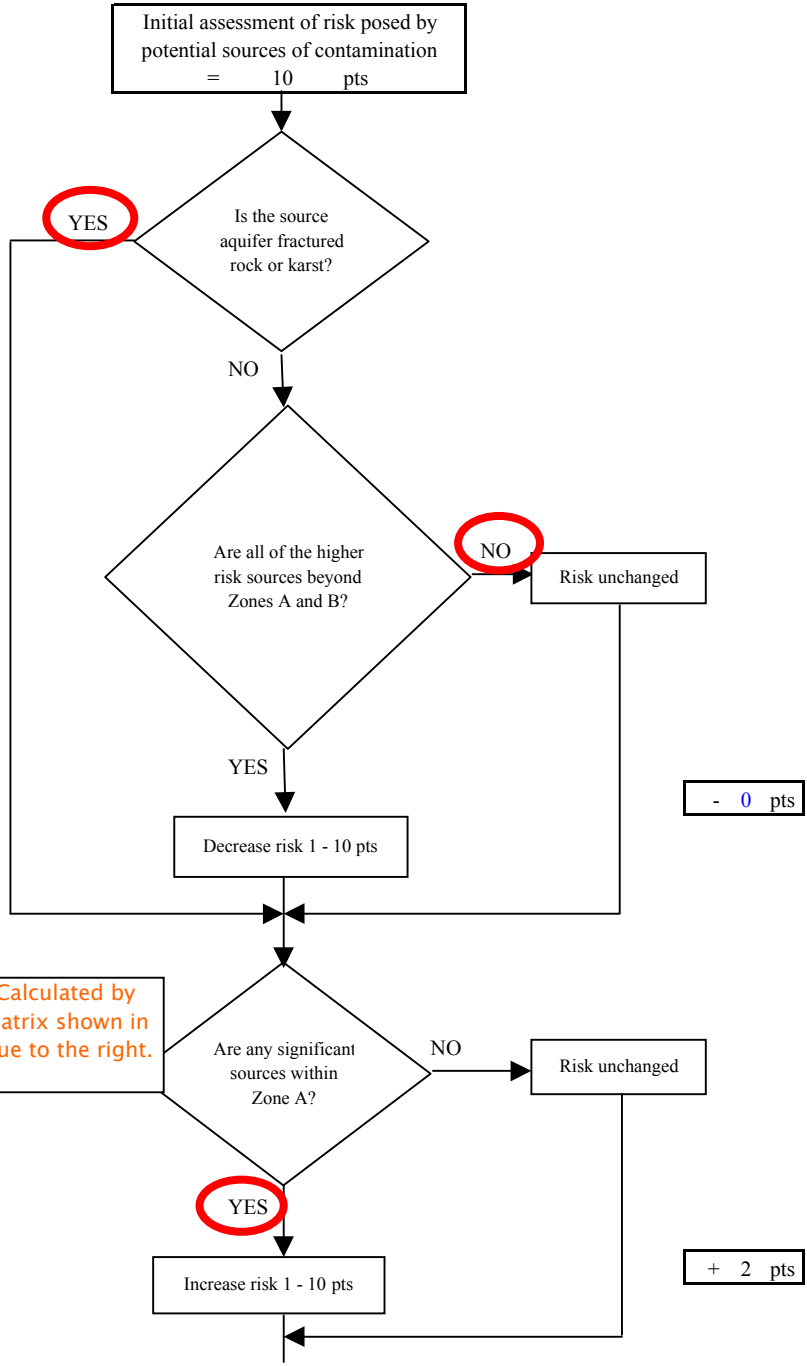 Initial assessment of risk posed by
potential sources of contamination
= 10 pts
YES
Is the source
aquifer fractured
rock or karst?
NO
Are all of the higher
risk sources beyond
Zones A and B?
NO
Risk unchanged
YES
- 0 pts
Decrease risk 1 - 10 pts
Calculated by
atrix shown in
ue to the right.
Are any significant
sources within
Zone A?
NO
Risk unchanged
YES
+ 2 pts
Increase risk 1 - 10 pts